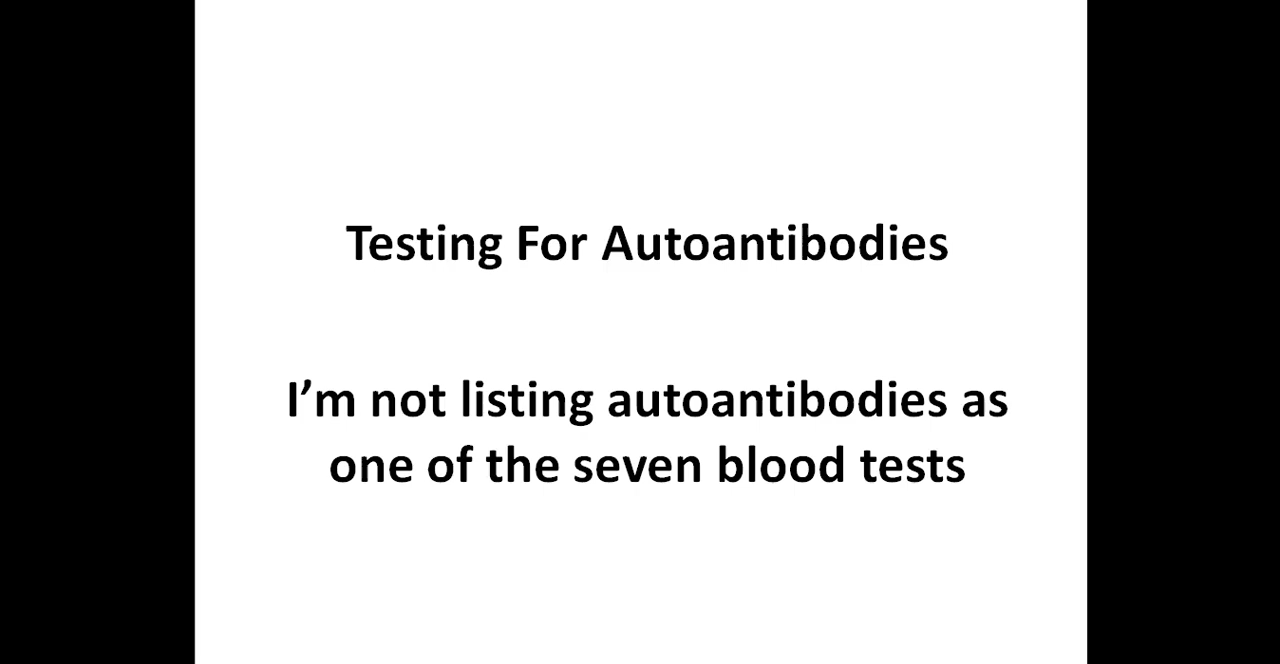 Testing For Autoantibodies
I’m not listing autoantibodies as
one of the seven blood tests